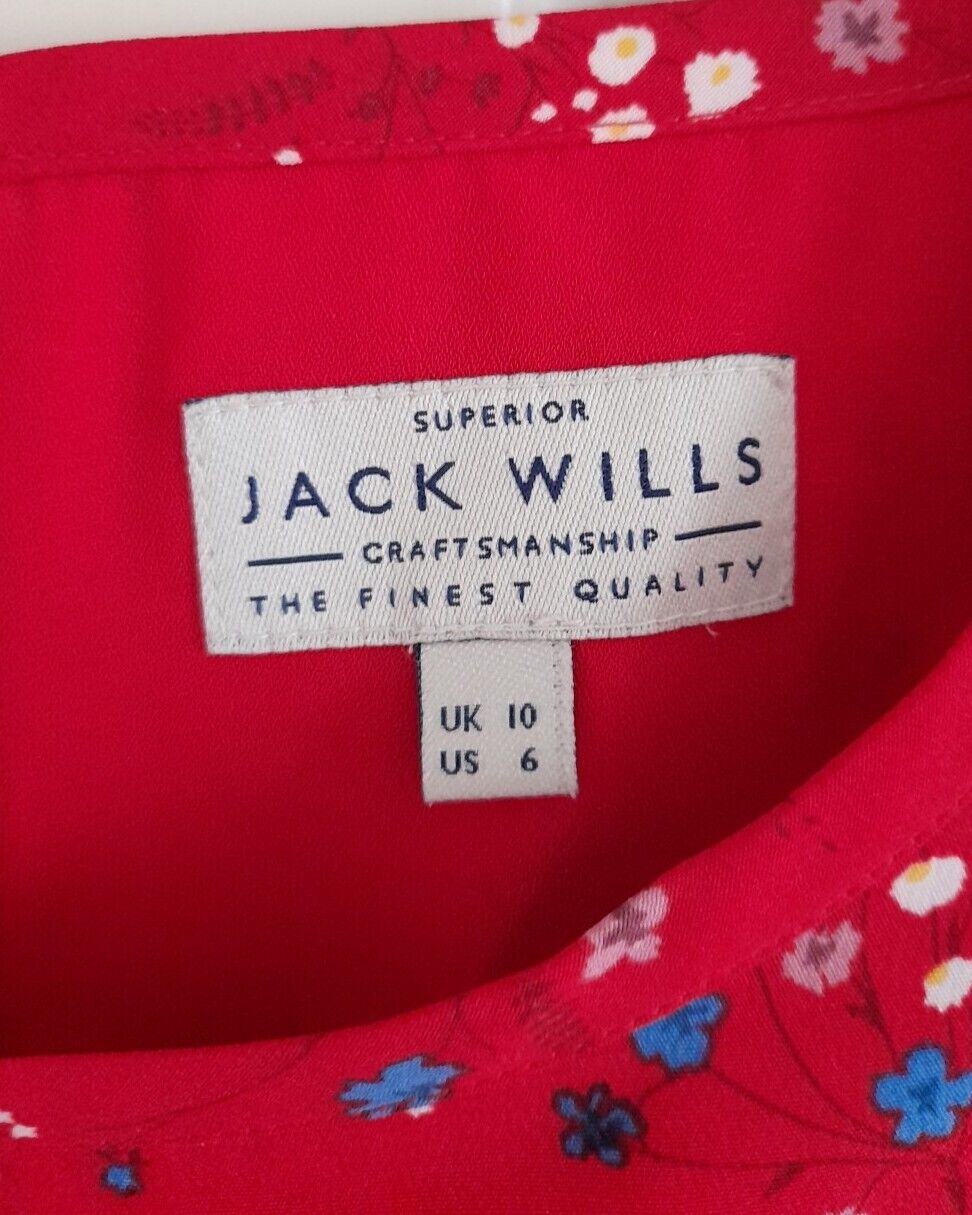 SUPERIOR
JACK WILLS
CRAFTSMANSHIP
THE FINEST QUALITY
UK 10
US 6